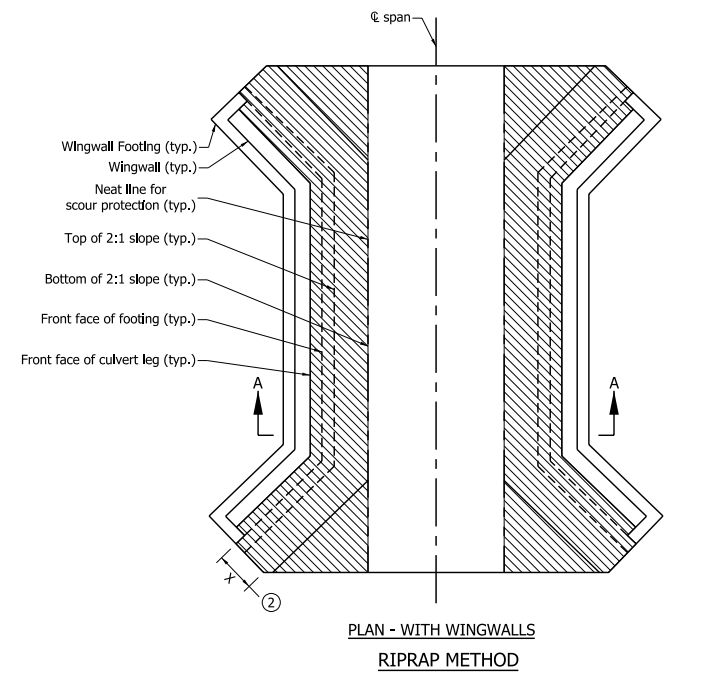 ℄ span
Wingwall Footing (typ.)
Wingwall (typ.)
Neat line for
scour protection (typ.)
Top of 2:1 slope (typ.)
Bottom of 2:1 slope (typ.)
Front face of footing (typ.)
Front face of culvert leg (typ.)
A
A
x
2
PLAN - WITH WINGWALLS
RIPRAP METHOD